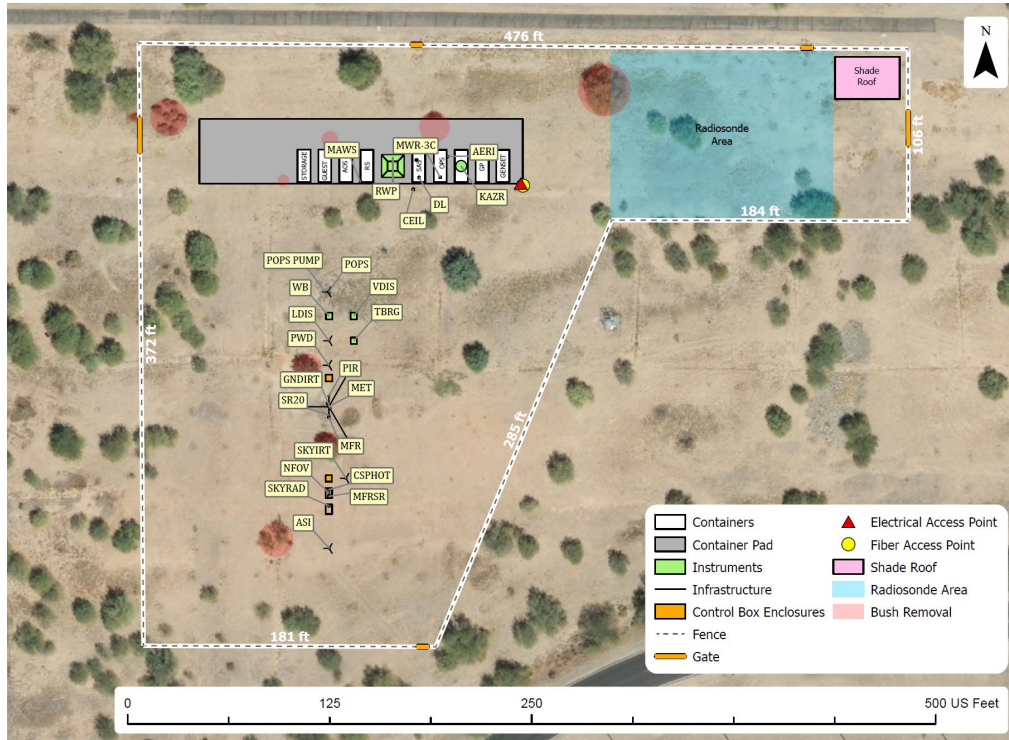 476 ft
N
Shade
Roof
Radiosonde
Area
106 ft
MAWS
MWR-3C
AERI
STORAGE
GUEST
AOS
RS
OPS
GP
GENSET
RWP
DL
KAZR
CEIL
184 ft
POPS PUMP
POPS
WB
VDIS
LDIS
TBRG
PWD
372 ft
PIR
GNDIRT
MET
SR20
285 ft
SKYIRT
MFR
NFOV
CSPHOT
SKYRAD
MFRSR
ASI
181 ft
Containers
Container Pad
Instruments
Infrastructure
Control Box Enclosures
Fence
Gate
Electrical Access Point
Fiber Access Point
Shade Roof
Radiosonde Area
Bush Removal
0
125
250
500 US Feet